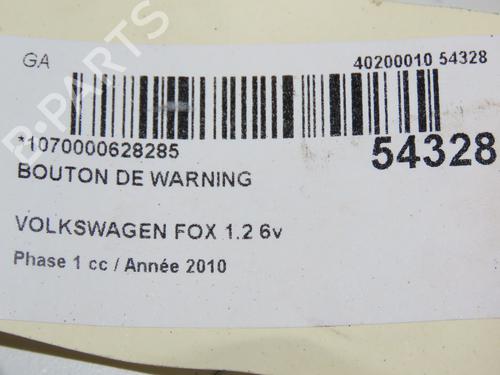 GA
40200010 54328
*1070000628285
54328
BOUTON DE WARNING
VOLKSWAGEN FOX 1.2 6v
Phase 1 cc / Année 2010
B-PARTS